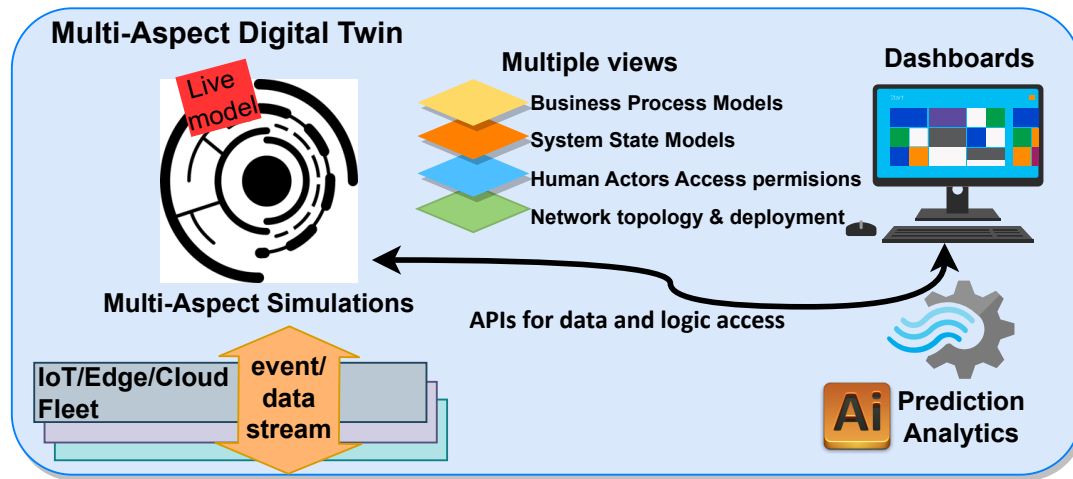 Multi-Aspect Digital Twin
Live
model
Multi-Aspect Simulations
Multiple views
Business Process Models
System State Models
Human Actors Access permisions
Network topology & deployment
Dashboards
Start
APIs for data and logic access
IoT/Edge/Cloud
Fleet
event/
data
stream
Ai
Prediction
Analytics